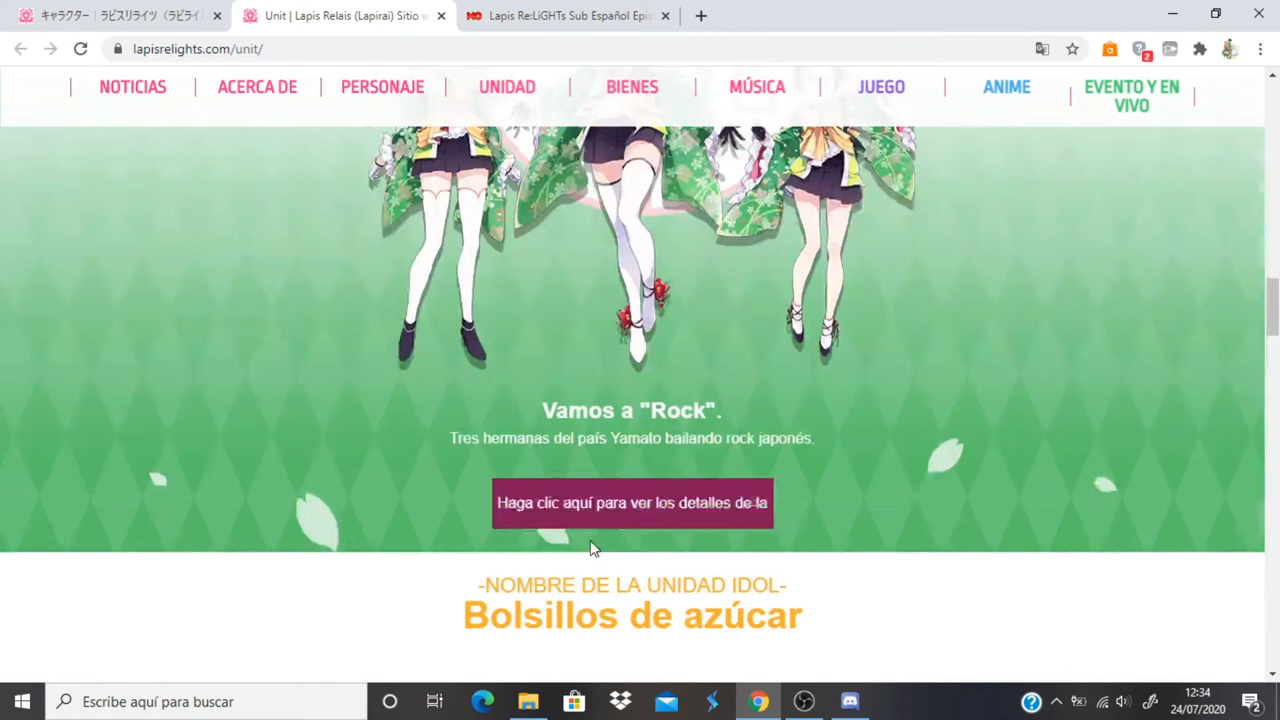 キャラクター | ラピスリライツ（ラピライ
Unit | Lapis Relais (Lapirai) Sitio w
Lapis Re:LiGHTs Sub Español Epis
lapisrelights.com/unit/
2
NOTICIAS
ACERCA DE
PERSONAJE
UNIDAD
BIENES
MÚSICA
JUEGO
ANIME
EVENTO Y EN
VIVO
Vamos a "Rock".
Tres hermanas del país Yamato bailando rock japonés.
Haga clic aquí para ver los detalles de la
-NOMBRE DE LA UNIDAD IDOL-
Bolsillos de azúcar
Escribe aquí para buscar
12:34
24/07/2020
2